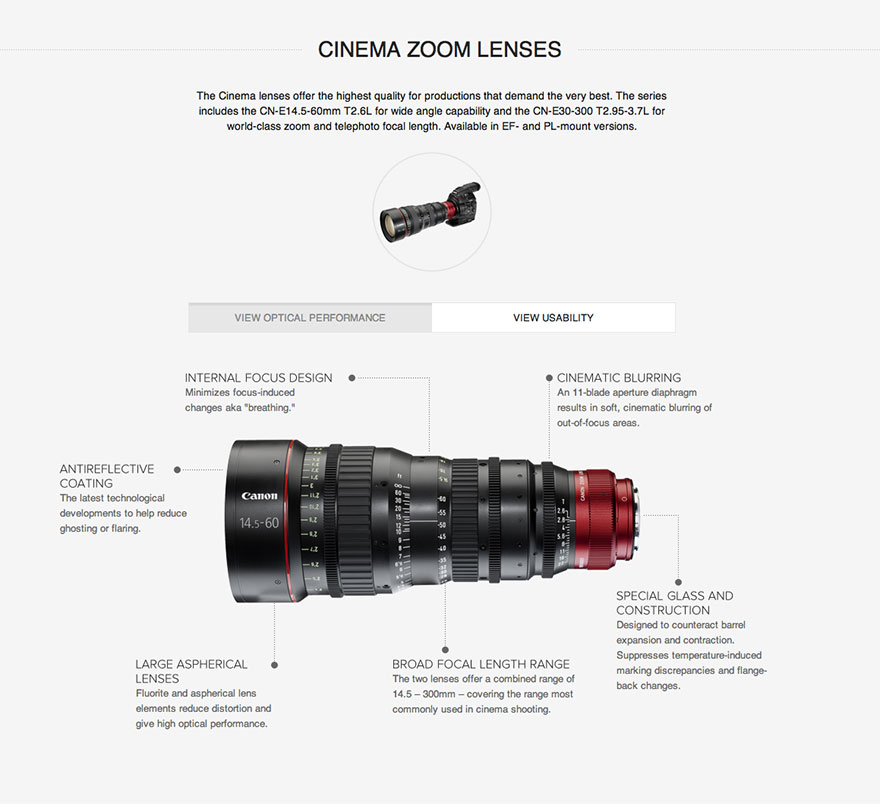 CINEMA ZOOM LENSES
The Cinema lenses offer the highest quality for productions that demand the very best. The series
includes the CN-E14.5-60mm T2.6L for wide angle capability and the CN-E30-300 T2.95-3.7L for
world-class zoom and telephoto focal length. Available in EF- and PL-mount versions.
VIEW OPTICAL PERFORMANCE
VIEW USABILITY
INTERNAL FOCUS DESIGN
Minimizes focus-induced
changes aka "breathing."
CINEMATIC BLURRING
An 11-blade aperture diaphragm
results in soft, cinematic blurring of
out-of-focus areas.
ANTIREFLECTIVE
COATING
The latest technological
developments to help reduce
ghosting or flaring.
Canon
14.5-60
SPECIAL GLASS AND
CONSTRUCTION
Designed to counteract barrel
expansion and contraction.
Suppresses temperature-induced
marking discrepancies and flange-
back changes.
LARGE ASPHERICAL
LENSES
Fluorite and aspherical lens
elements reduce distortion and
give high optical performance.
BROAD FOCAL LENGTH RANGE
The two lenses offer a combined range of
14.5 – 300mm – covering the range most
commonly used in cinema shooting.